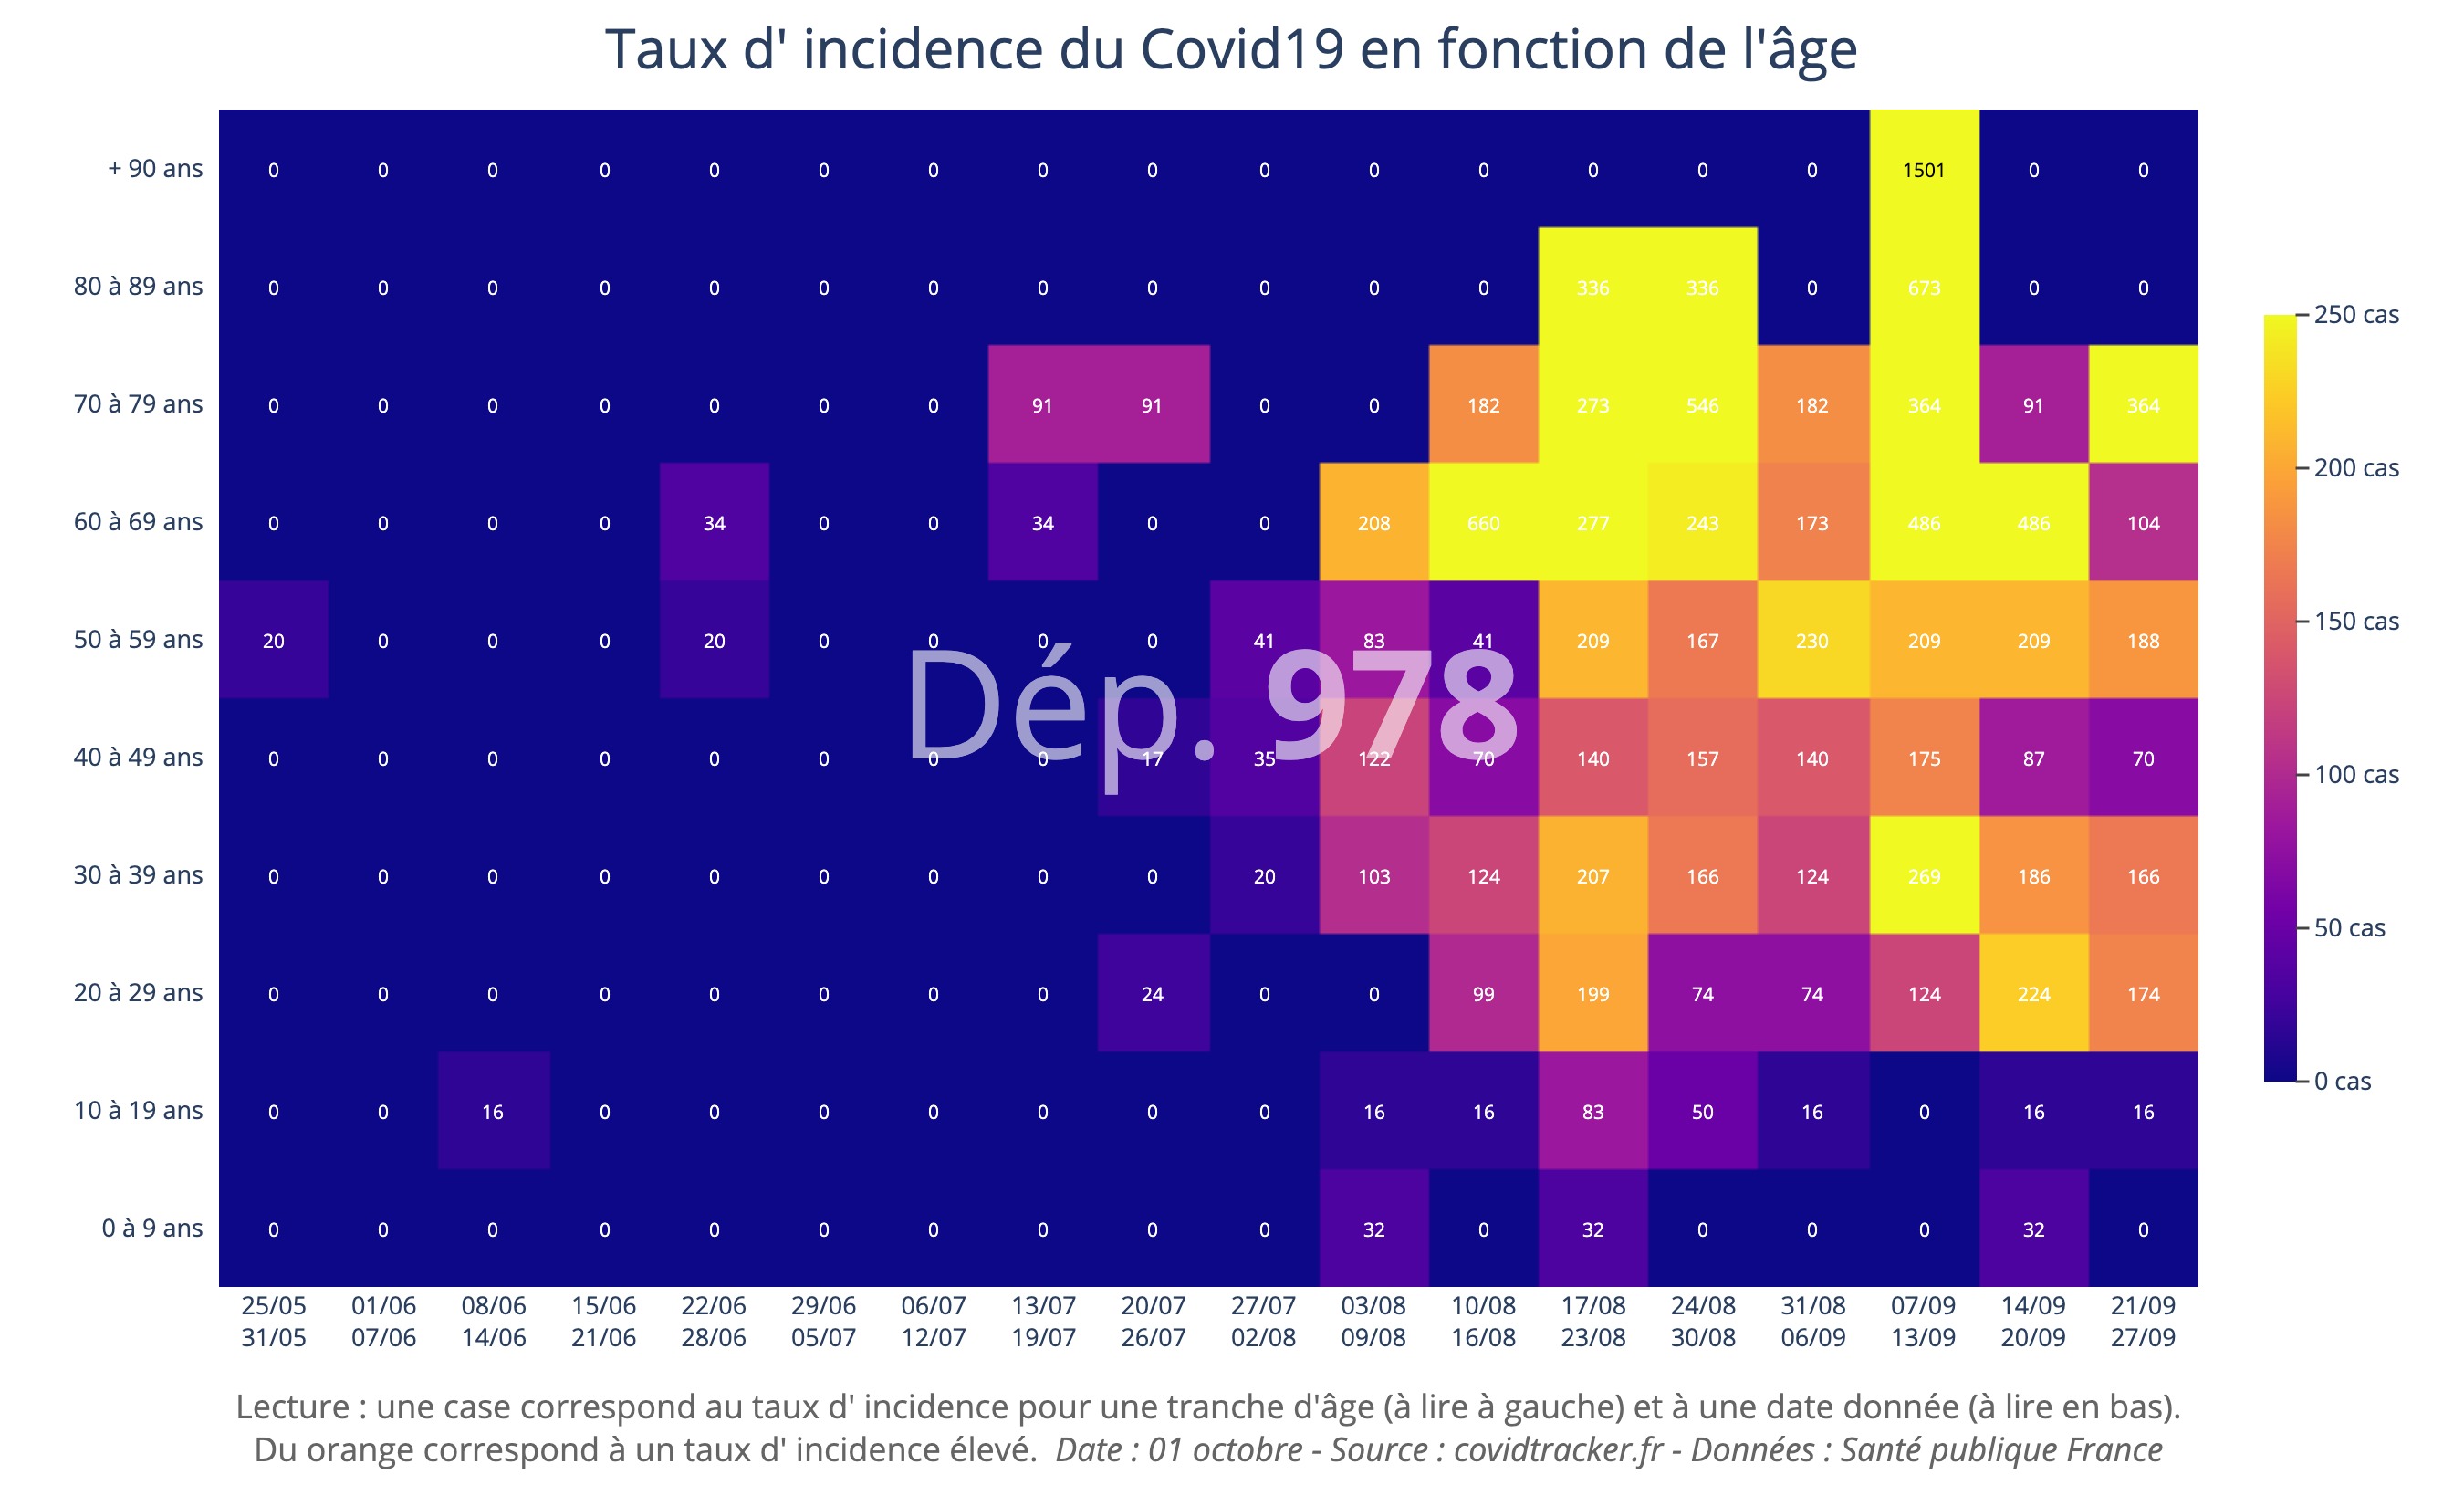 Taux d' incidence du Covid19 en fonction de l'âge
+ 90 ans 0 0 0 0 0 0 0 0 0 0 0 0 0 0 0 1501 0 0
80 à 89 ans 0 0 0 0 0 0 0 0 0 0 0 0 336 336 0 673 0 0
250 cas
70 à 79 ans 0 0 0 0 0 0 0 91 91 0 0 182 273 546 182 364 91 364
200 cas
60 à 69 ans 0 0 0 0 34 0 0 34 0 0 208 660 277 243 173 486 486 104
150 cas
50 à 59 ans 20 0 0 0 20 0 0 0 0 41 83 41 209 167 230 209 209 188
Dép. 978
40 à 49 ans 0 0 0 0 0 0 0 0 17 35 122 70 140 157 140 175 87 70
100 cas
30 à 39 ans 0 0 0 0 0 0 0 0 0 20 103 124 207 166 124 269 186 166
50 cas
20 à 29 ans 0 0 0 0 0 0 0 0 24 0 0 99 199 74 74 124 224 174
0 cas
10 à 19 ans 0 0 16 0 0 0 0 0 0 0 16 16 83 50 16 0 16 16
0 à 9 ans 0 0 0 0 0 0 0 0 0 0 32 0 32 0 0 0 32 0
25/05 01/06 08/06 15/06 22/06 29/06 06/07 13/07 20/07 27/07 03/08 10/08 17/08 24/08 31/08 07/09 14/09 21/09
31/05 07/06 14/06 21/06 28/06 05/07 12/07 19/07 26/07 02/08 09/08 16/08 23/08 30/08 06/09 13/09 20/09 27/09
Lecture : une case correspond au taux d' incidence pour une tranche d'âge (à lire à gauche) et à une date donnée (à lire en bas).
Du orange correspond à un taux d' incidence élevé. Date : 01 octobre - Source : covidtracker.fr - Données : Santé publique France